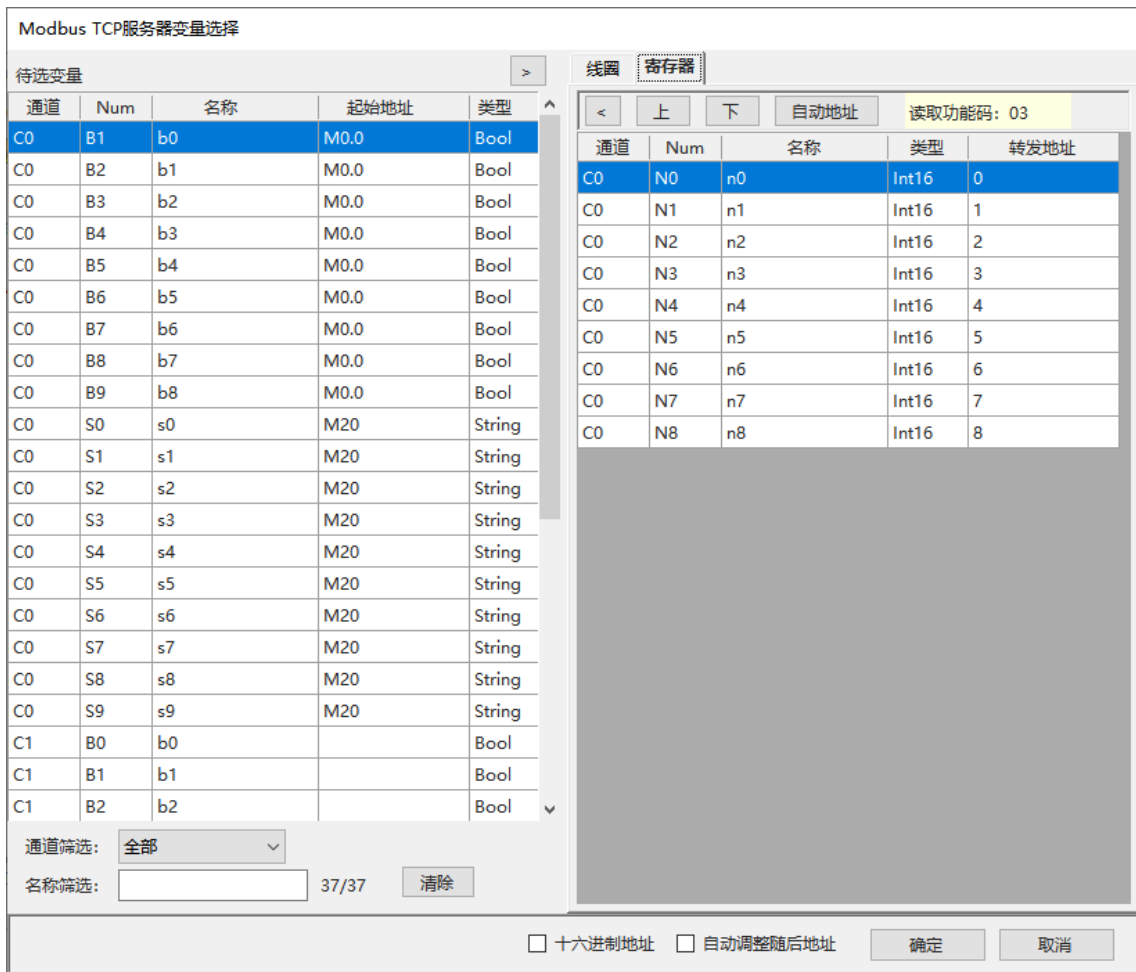 Modbus TCP服务器变量选择
待选变量 >
通道 Num 名称 起始地址 类型
C0 B1 b0 M0.0 Bool
C0 B2 b1 M0.0 Bool
C0 B3 b2 M0.0 Bool
C0 B4 b3 M0.0 Bool
C0 B5 b4 M0.0 Bool
C0 B6 b5 M0.0 Bool
C0 B7 b6 M0.0 Bool
C0 B8 b7 M0.0 Bool
C0 B9 b8 M0.0 Bool
C0 S0 s0 M20 String
C0 S1 s1 M20 String
C0 S2 s2 M20 String
C0 S3 s3 M20 String
C0 S4 s4 M20 String
C0 S5 s5 M20 String
C0 S6 s6 M20 String
C0 S7 s7 M20 String
C0 S8 s8 M20 String
C0 S9 s9 M20 String
C1 B0 b0 Bool
C1 B1 b1 Bool
C1 B2 b2 Bool
通道筛选: 全部
名称筛选: 37/37 清除
线圈 寄存器
< 上 下 自动地址 读取功能码: 03
通道 Num 名称 类型 转发地址
C0 N0 n0 Int16 0
C0 N1 n1 Int16 1
C0 N2 n2 Int16 2
C0 N3 n3 Int16 3
C0 N4 n4 Int16 4
C0 N5 n5 Int16 5
C0 N6 n6 Int16 6
C0 N7 n7 Int16 7
C0 N8 n8 Int16 8
十六进制地址 自动调整随后地址 确定 取消